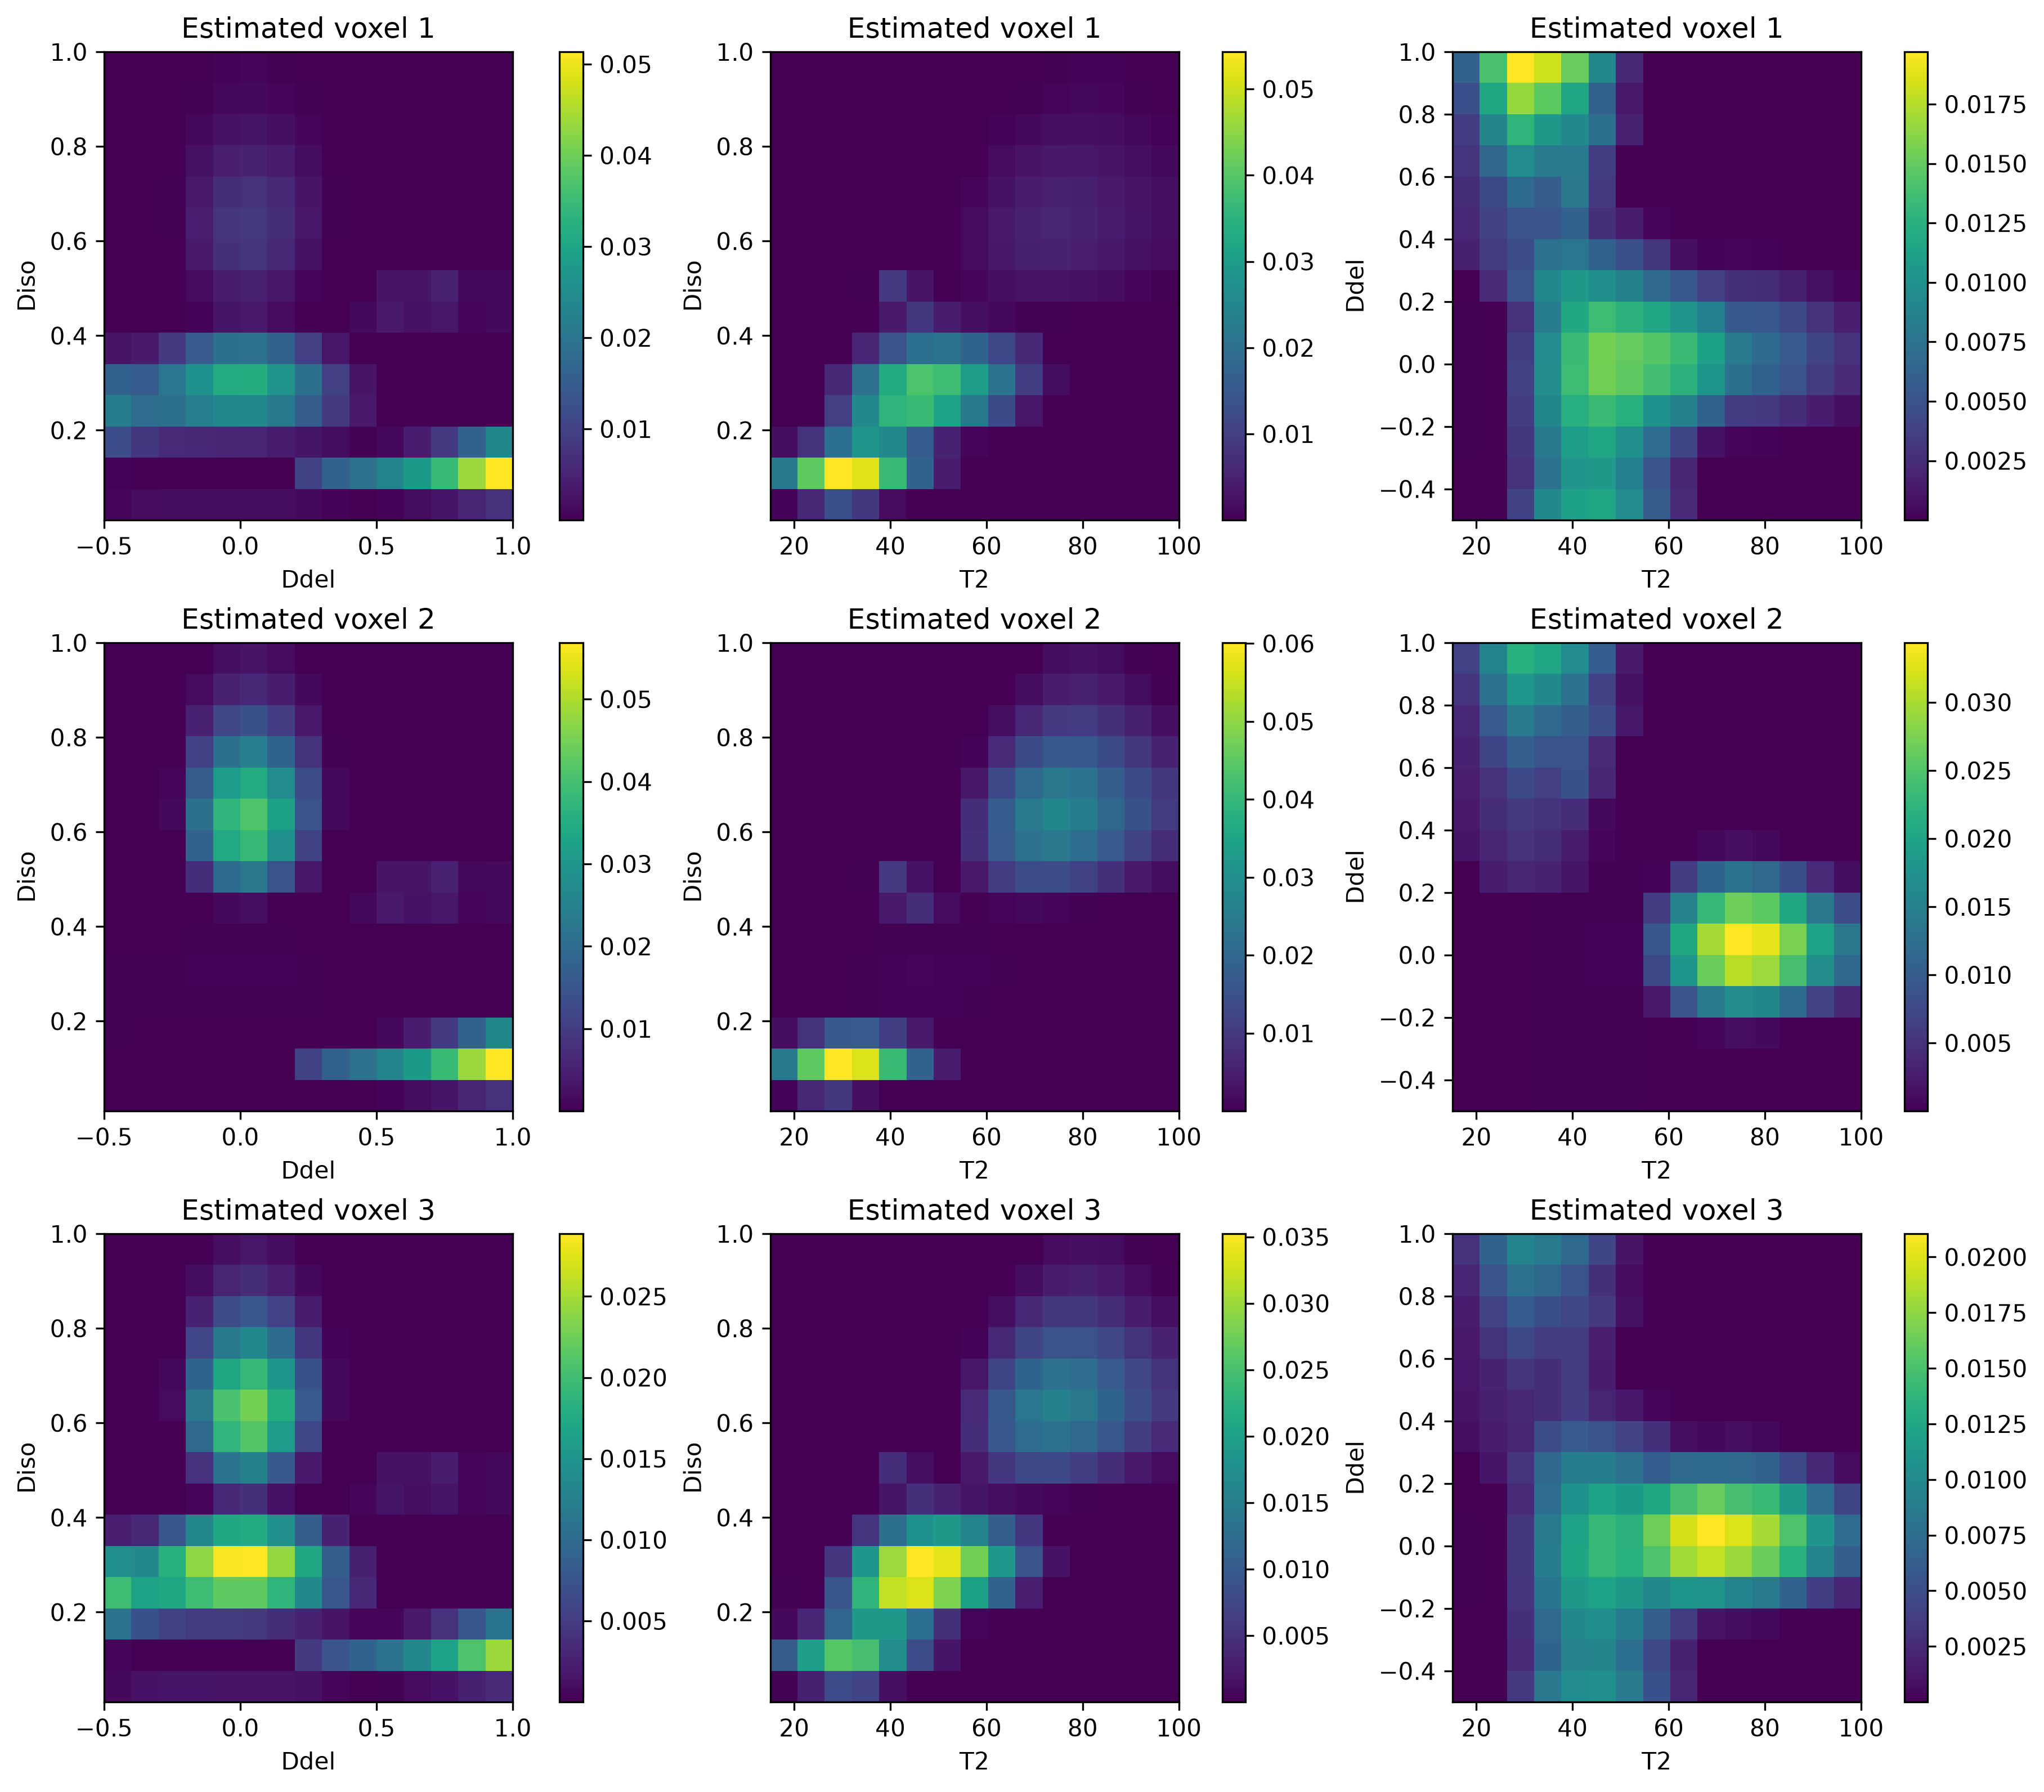 Estimated voxel 1 Estimated voxel 1 Estimated voxel 1
1.0 0.05 0.05 1.0 0.0175
0.8 0.04 0.8 0.04 0.8 0.0150
0.6 0.03 0.6 0.03 0.6 0.0125
Diso Diso Ddel 0.4 0.0100
0.4 0.02 0.4 0.02 0.2 0.0075
0.2 0.01 0.2 0.01 0.0 0.0050
−0.2 0.0025
−0.4
−0.5 0.0 0.5 1.0 20 40 60 80 100 20 40 60 80 100
Ddel T2 T2
Estimated voxel 2 Estimated voxel 2 Estimated voxel 2
1.0 0.05 1.0 0.06 1.0 0.030
0.8 0.04 0.8 0.05 0.8 0.025
0.6 0.03 0.6 0.04 0.6 0.020
Diso Diso 0.03 Ddel 0.4 0.015
0.4 0.02 0.4 0.02 0.2 0.010
0.2 0.01 0.2 0.01 0.0 0.005
−0.2
−0.4
−0.5 0.0 0.5 1.0 20 40 60 80 100 20 40 60 80 100
Ddel T2 T2
Estimated voxel 3 Estimated voxel 3 Estimated voxel 3
1.0 0.025 1.0 0.035 1.0 0.0200
0.8 0.020 0.8 0.030 0.8 0.0175
0.6 0.015 0.6 0.025 0.6 0.0150
Diso Diso 0.020 Ddel 0.4 0.0125
0.4 0.010 0.4 0.015 0.2 0.0100
0.2 0.005 0.2 0.010 0.0 0.0075
0.005 −0.2 0.0050
−0.4 0.0025
−0.5 0.0 0.5 1.0 20 40 60 80 100 20 40 60 80 100
Ddel T2 T2